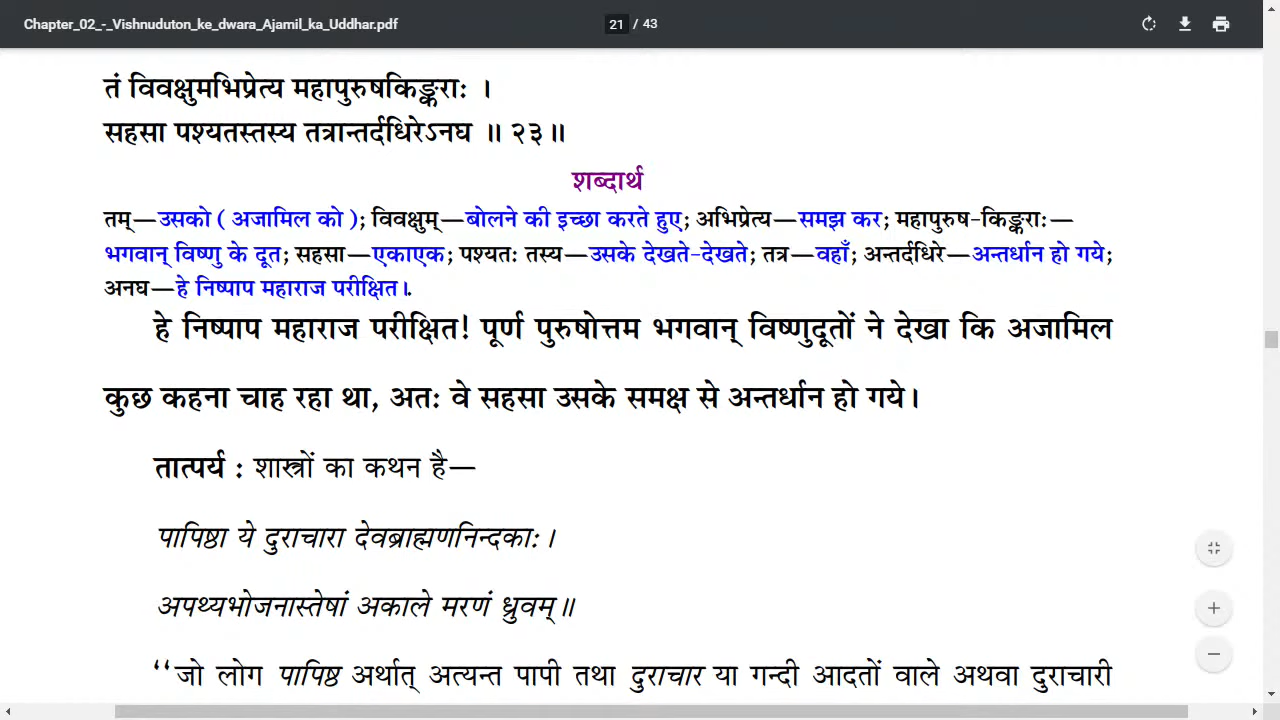 Chapter_02_-_Vishnuduton_ke_dwara_Ajamil_ka_Uddhar.pdf 21 / 43
तं विवक्षुमभिप्रेत्य महापुरुषकिङ्कराः ।
सहसा पश्यतस्तस्य तत्रान्तर्दधिरेऽनघ ॥ २३॥
शब्दार्थ
तम्—उसको ( अजामिल को ); विवक्षुम्—बोलने की इच्छा करते हुए; अभिप्रेत्य—समझ कर; महापुरुष-किङ्कराः—
भगवान् विष्णु के दूत; सहसा—एकाएक; पश्यतः तस्य—उसके देखते-देखते; तत्र—वहाँ; अन्तर्दधिरे—अन्तर्धान हो गये;
अनघ—हे निष्पाप महाराज परीक्षित।.
हे निष्पाप महाराज परीक्षित! पूर्ण पुरुषोत्तम भगवान् विष्णुदूतों ने देखा कि अजामिल
कुछ कहना चाह रहा था, अतः वे सहसा उसके समक्ष से अन्तर्धान हो गये।
तात्पर्य : शास्त्रों का कथन है—
पापिष्ठा ये दुराचारा देवब्राह्मणनिन्दकाः।
अपथ्यभोजनास्तेषां अकाले मरणं ध्रुवम्॥
‘‘जो लोग पापिष्ठ अर्थात् अत्यन्त पापी तथा दुराचार या गन्दी आदतों वाले अथवा दुराचारी